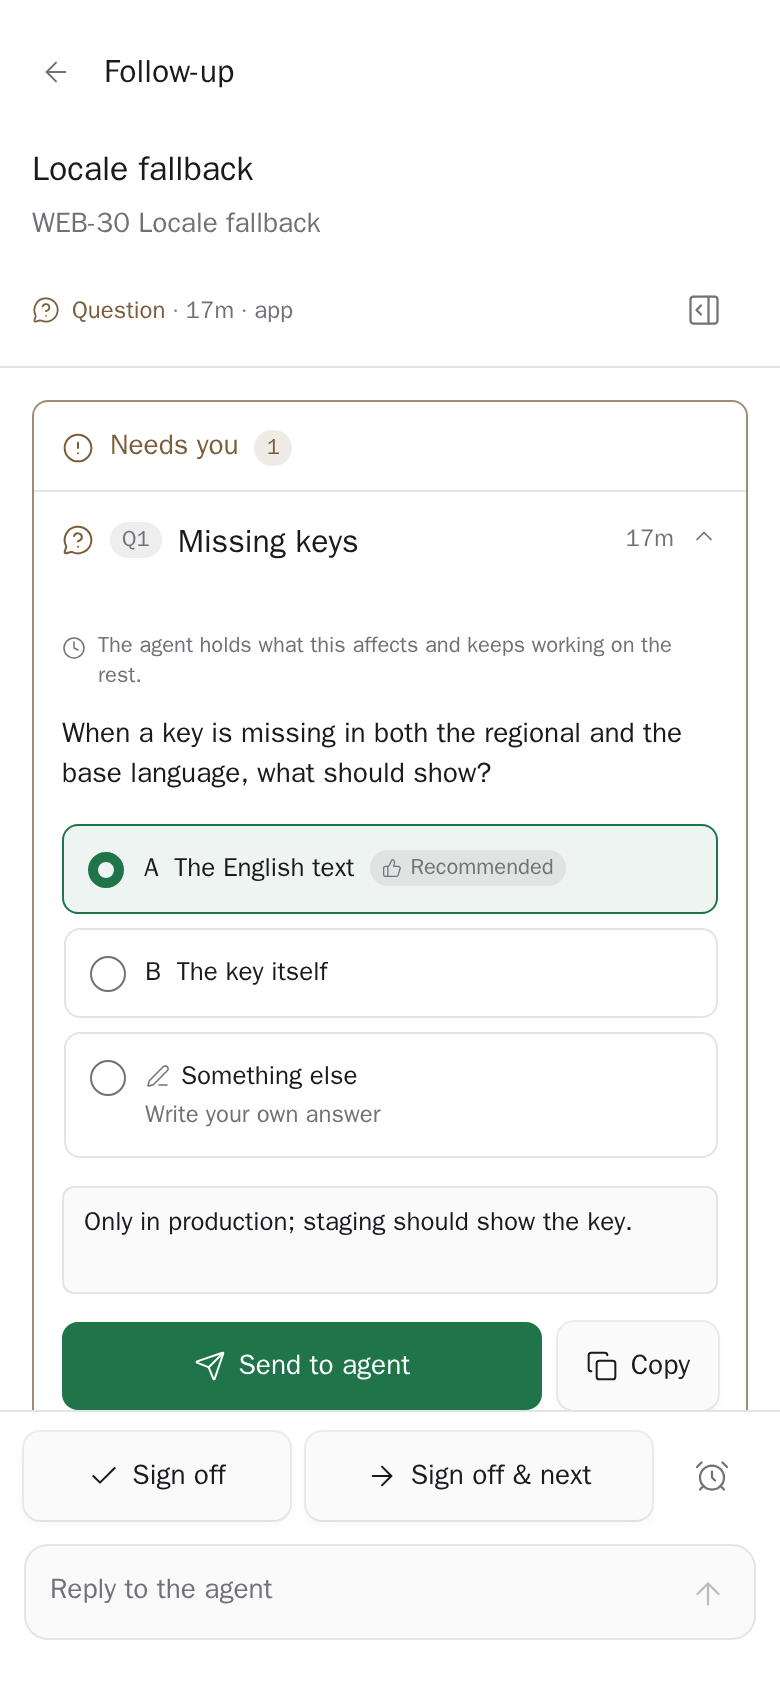 Follow-up
Locale fallback
WEB-30 Locale fallback
Question · 17m · app
Needs you 1
Q1 Missing keys 17m
The agent holds what this affects and keeps working on the
rest.
When a key is missing in both the regional and the
base language, what should show?
A The English text Recommended
B The key itself
Something else
Write your own answer
Only in production; staging should show the key.
Send to agent Copy
Sign off Sign off & next
Reply to the agent